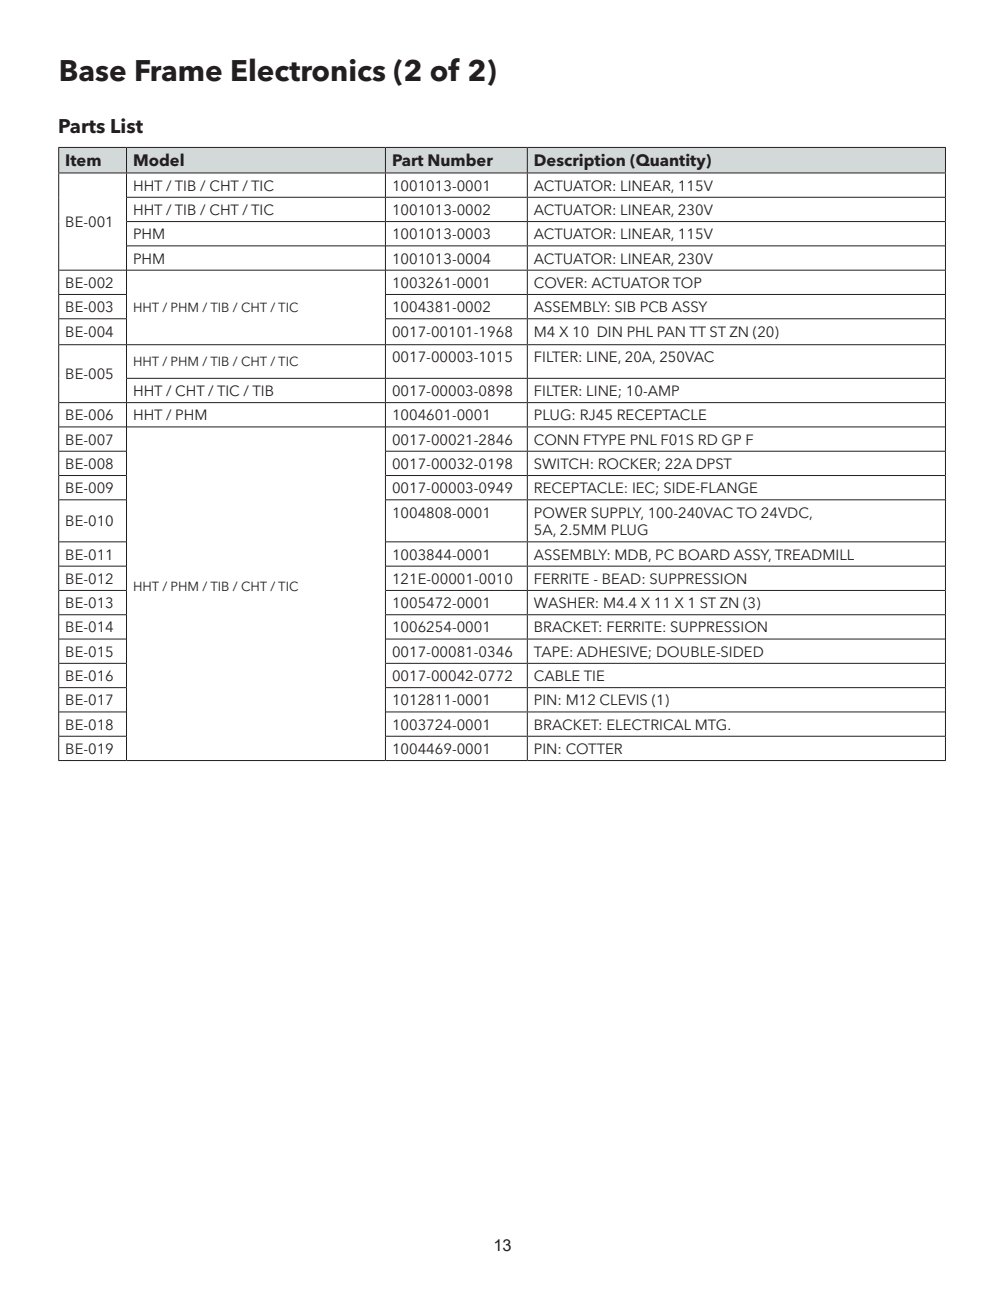 Base Frame Electronics (2 of 2)
Parts List
Item Model Part Number Description (Quantity)
BE-001 HHT / TIB / CHT / TIC 1001013-0001 ACTUATOR: LINEAR, 115V
HHT / TIB / CHT / TIC 1001013-0002 ACTUATOR: LINEAR, 230V
PHM 1001013-0003 ACTUATOR: LINEAR, 115V
PHM 1001013-0004 ACTUATOR: LINEAR, 230V
BE-002 HHT / PHM / TIB / CHT / TIC 1003261-0001 COVER: ACTUATOR TOP
BE-003 1004381-0002 ASSEMBLY: SIB PCB ASSY
BE-004 0017-00101-1968 M4 X 10 DIN PHL PAN TT ST ZN (20)
BE-005 HHT / PHM / TIB / CHT / TIC 0017-00003-1015 FILTER: LINE, 20A, 250VAC
HHT / CHT / TIC / TIB 0017-00003-0898 FILTER: LINE; 10-AMP
BE-006 HHT / PHM 1004601-0001 PLUG: RJ45 RECEPTACLE
BE-007 HHT / PHM / TIB / CHT / TIC 0017-00021-2846 CONN FTYPE PNL F01S RD GP F
BE-008 0017-00032-0198 SWITCH: ROCKER; 22A DPST
BE-009 0017-00003-0949 RECEPTACLE: IEC; SIDE-FLANGE
BE-010 1004808-0001 POWER SUPPLY, 100-240VAC TO 24VDC,
5A, 2.5MM PLUG
BE-011 1003844-0001 ASSEMBLY: MDB, PC BOARD ASSY, TREADMILL
BE-012 121E-00001-0010 FERRITE - BEAD: SUPPRESSION
BE-013 1005472-0001 WASHER: M4.4 X 11 X 1 ST ZN (3)
BE-014 1006254-0001 BRACKET: FERRITE: SUPPRESSION
BE-015 0017-00081-0346 TAPE: ADHESIVE; DOUBLE-SIDED
BE-016 0017-00042-0772 CABLE TIE
BE-017 1012811-0001 PIN: M12 CLEVIS (1)
BE-018 1003724-0001 BRACKET: ELECTRICAL MTG.
BE-019 1004469-0001 PIN: COTTER
13